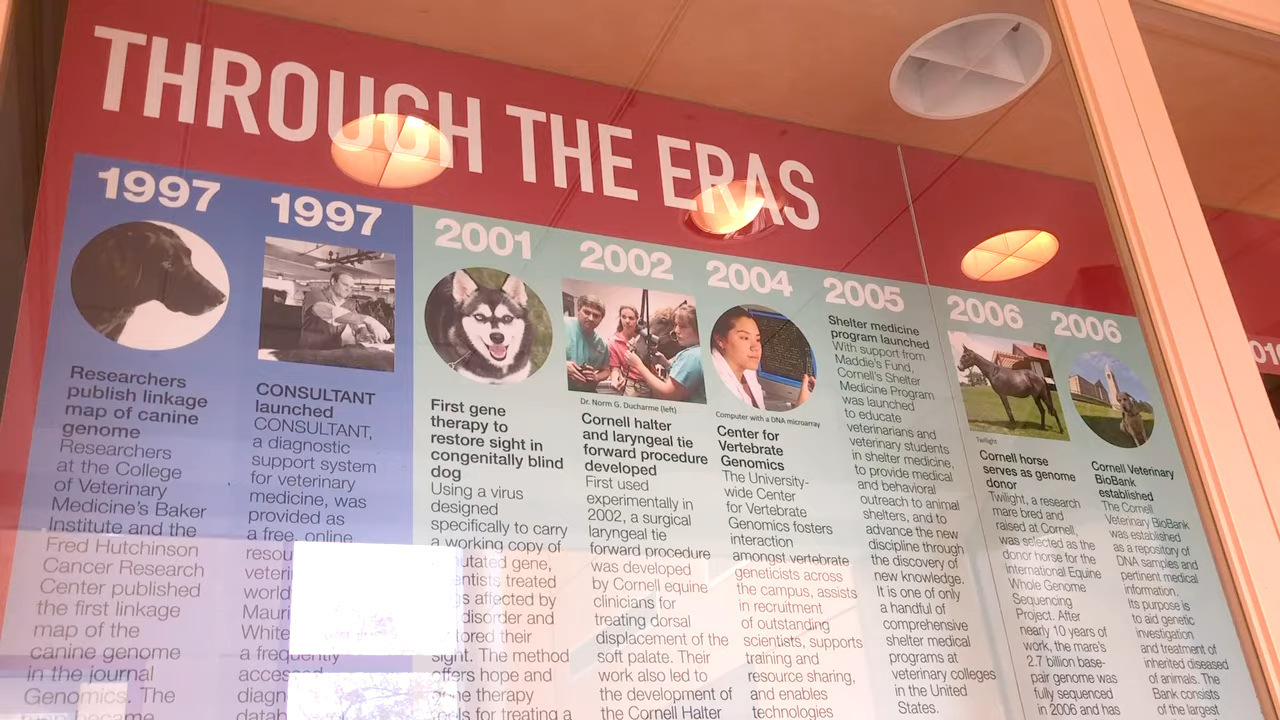 THROUGH THE ERAS
1997
Researchers
publish linkage
map of canine
genome
Researchers
at the College
of Veterinary
Medicine's Baker
Institute and the
Fred Hutchinson
Cancer Research
Center published
the first linkage
map of the
canine genome
in the journal
Genomics. The
map became
1997
CONSULTANT
launched
CONSULTANT,
a diagnostic
support system
for veterinary
medicine, was
provided as
a free, online
a frequently
2001
First gene
therapy to
restore sight in
congenitally blind
dog
Using a virus
designed
specifically to carry
a working copy of
gene,
treated
affected by
disorder and
their
sight. The method
offers hope and
therapy
for treating a
2002
Dr. Norm G. Ducharme (left)
Cornell halter
and laryngeal tie
forward procedure
developed
First used
experimentally in
2002, a surgical
laryngeal tie
forward procedure
was developed
by Cornell equine
clinicians for
treating dorsal
displacement of the
soft palate. Their
work also led to
the development of
the Cornell Halter
2004
Computer with a DNA microarray
Center for
Vertebrate
Genomics
The University-
wide Center
for Vertebrate
Genomics fosters
interaction
amongst vertebrate
geneticists across
the campus, assists
in recruitment
of outstanding
scientists, supports
training and
resource sharing,
and enables
technologies
2005
Shelter medicine
program launched
With support from
Maddie's Fund,
Cornell's Shelter
Medicine Program
was launched
to educate
veterinarians and
veterinary students
in shelter medicine,
to provide medical
and behavioral
outreach to animal
shelters, and to
advance the new
discipline through
the discovery of
new knowledge.
It is one of only
a handful of
comprehensive
shelter medical
programs at
veterinary colleges
in the United
States.
2006
Twilight
Cornell horse
serves as genome
donor
Twilight, a research
mare bred and
raised at Cornell,
was selected as the
donor horse for the
International Equine
Whole Genome
Sequencing
Project. After
nearly 10 years of
work, the mare's
2.7 billion base-
pair genome was
fully sequenced
in 2006 and has
2006
Cornell Veterinary
BioBank
established
The Cornell
Veterinary BioBank
was established
as a repository of
DNA samples and
pertinent medical
information.
Its purpose is
to aid genetic
investigation
and treatment of
inherited diseased
of animals. The
Bank consists
of the largest